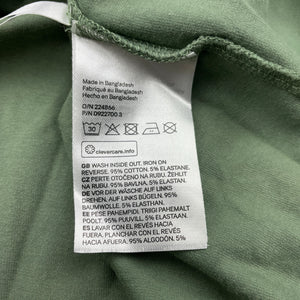 Made in Bangladesh
Fabriqué au Bangladesh
Hecho en Bangladesh
O/N 224866
P/N 0922700.3
30
clevercare.info
GB WASH INSIDE OUT. IRON ON
REVERSE. 95% COTTON. 5% ELASTANE.
CZ PERTE OTOČENO NA RUBU. ŽEHLIT
NA RUBU. 95% BAVLNA. 5% ELASTAN.
DE VOR DER WÄSCHE AUF LINKS
DREHEN. AUF LINKS BÜGELN. 95%
BAUMWOLLE. 5% ELASTHAN.
EE PESE PAHEMPIDI. TRIIGI PAHEMALT
POOLT. 95% PUUVILL. 5% ELASTAAN.
ES LAVAR CON EL REVÉS HACIA
FUERA. PLANCHAR CON EL REVÉS
HACIA AFUERA. 95% ALGODÓN. 5%